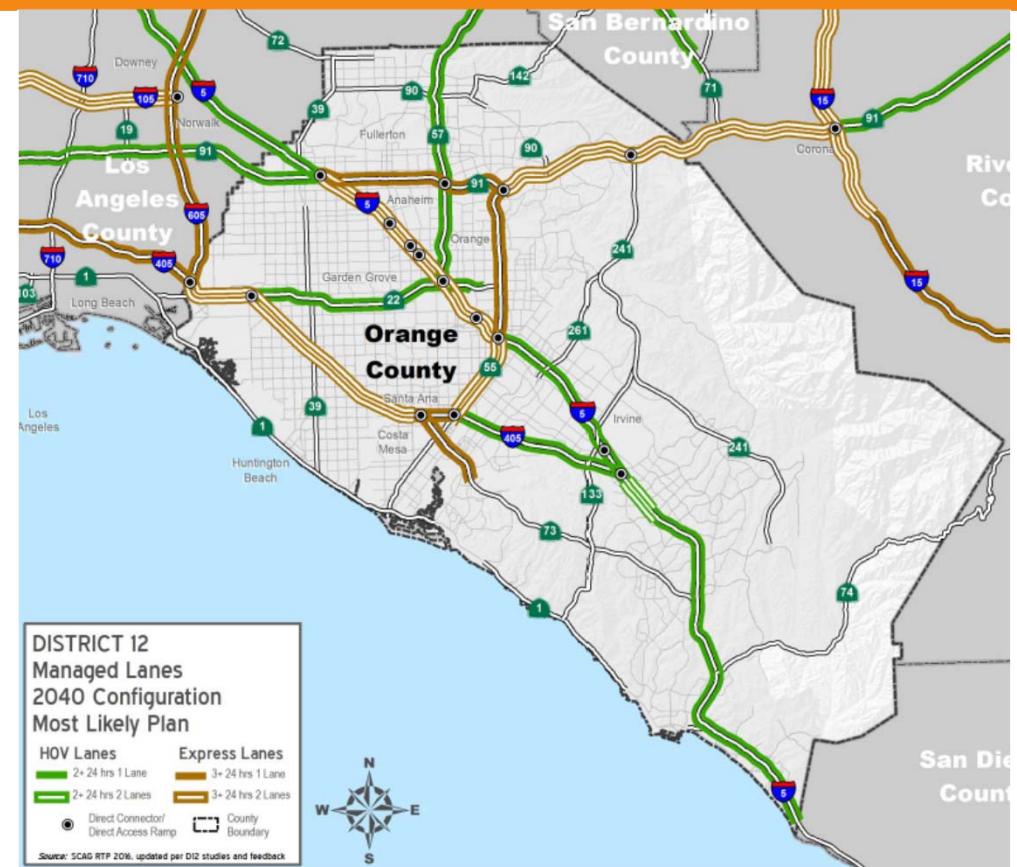 San Bernardino
County
72
Downey
710
5
142
71
105
90
15
39
91
19
Norwalk
Fullerton
57
90
Corona
91
Los
Angeles
County
River
Co
5
91
Anaheim
605
Orange
241
405
710
1
Garden Grove
15
103
Long Beach
22
261
Orange
County
55
Santa Ana
39
5
Los
Angeles
1
Costa
Mesa
405
Irvine
241
Huntington
Beach
133
73
74
1
DISTRICT 12
Managed Lanes
2040 Configuration
Most Likely Plan
HOV Lanes
Express Lanes
2+ 24 hrs 1 Lane
3+ 24 hrs 1 Lane
2+ 24 hrs 2 Lanes
3+ 24 hrs 2 Lanes
Direct Connector/
Direct Access Ramp
County
Boundary
Source: SCAG RTP 2016, updated per D12 studies and feedback
N
W
E
S
San Die
Count
5